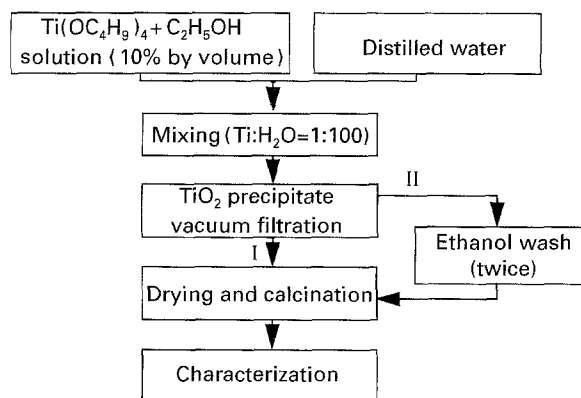 Ti(OC₄H₉)₄+C₂H₅OH
solution (10% by volume)
Distilled water
Mixing (Ti:H₂O=1:100)
TiO₂ precipitate
vacuum filtration
II
I
Ethanol wash
(twice)
Drying and calcination
Characterization